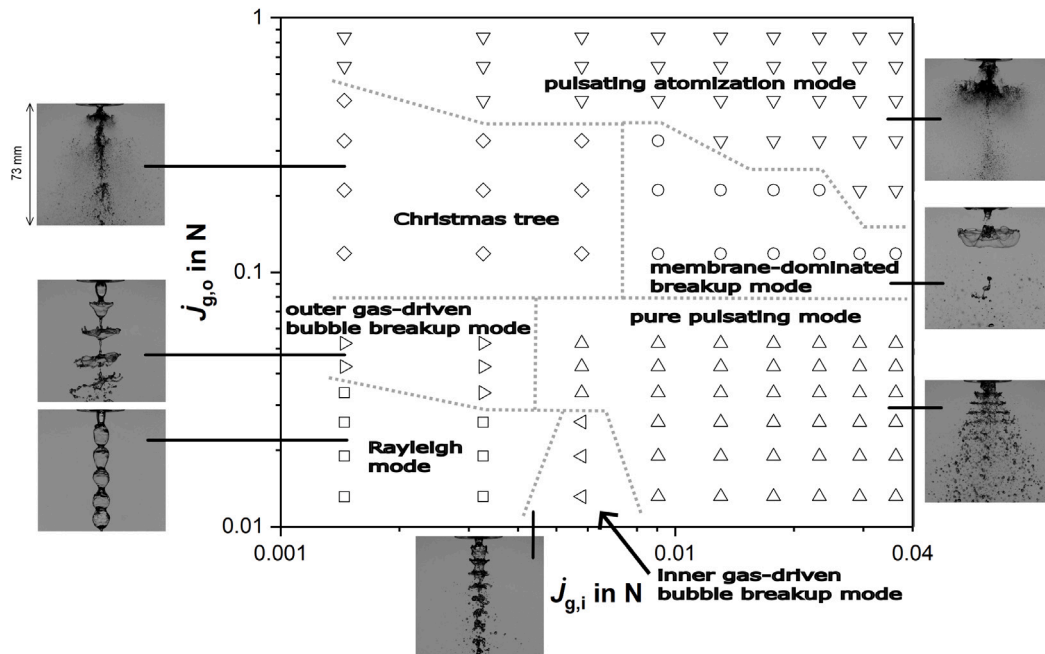 1
pulsating atomization mode
73 mm
Christmas tree
jg,o in N
0.1
membrane-dominated
breakup mode
outer gas-driven
bubble breakup mode
pure pulsating mode
Rayleigh
mode
0.01
0.001
0.01
0.04
jg,i in N
inner gas-driven
bubble breakup mode